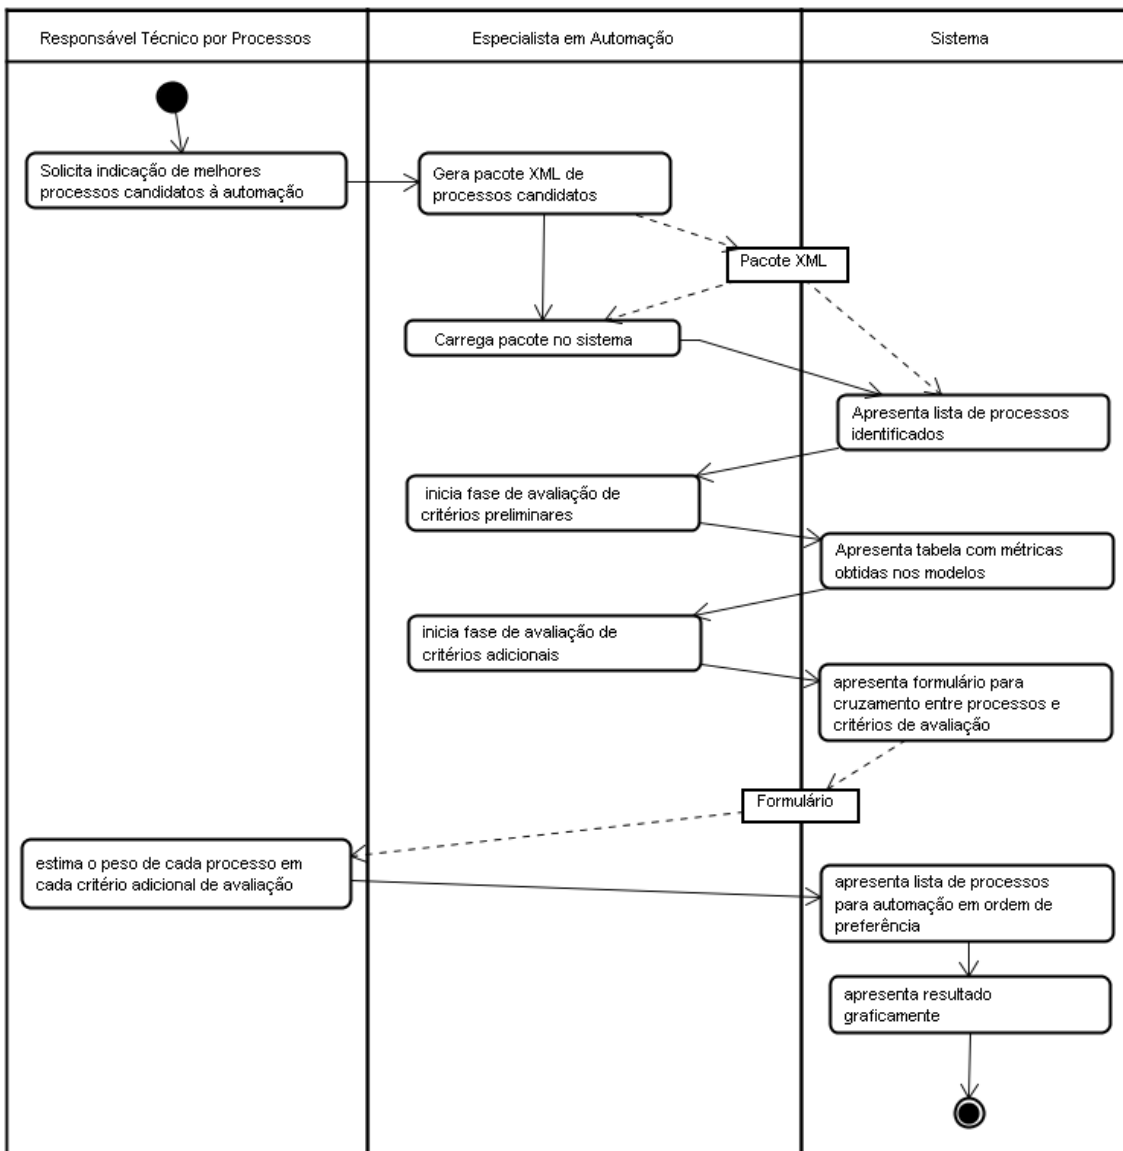 Responsável Técnico por Processos
Especialista em Automação
Sistema
Solicita indicação de melhores
processos candidatos à automação
Gera pacote XML de
processos candidatos
Pacote XML
Carrega pacote no sistema
Apresenta lista de processos
identificados
inicia fase de avaliação de
critérios preliminares
Apresenta tabela com métricas
obtidas nos modelos
inicia fase de avaliação de
critérios adicionais
apresenta formulário para
cruzamento entre processos e
critérios de avaliação
Formulário
estima o peso de cada processo em
cada critério adicional de avaliação
apresenta lista de processos
para automação em ordem de
preferência
apresenta resultado
graficamente